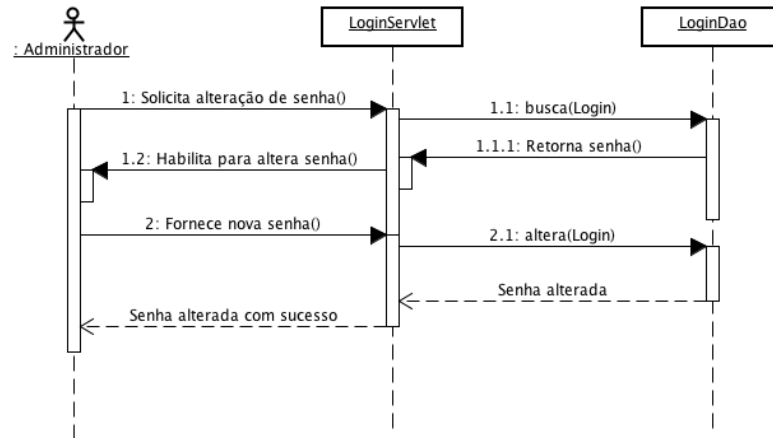 : Administrador
LoginServlet
LoginDao
1: Solicita alteração de senha()
1.1: busca(Login)
1.1.1: Retorna senha()
1.2: Habilita para altera senha()
2: Fornece nova senha()
2.1: altera(Login)
Senha alterada
Senha alterada com sucesso